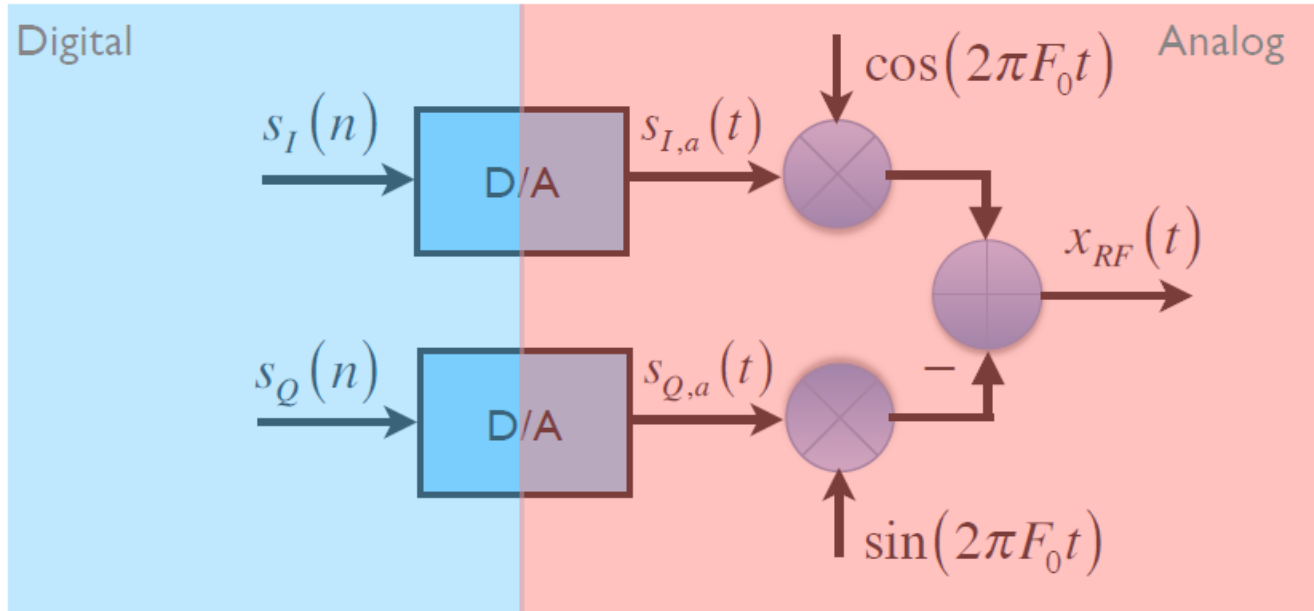 Digital
Analog
cos(2πF₀t)
s_I(n)
D/A
s_{I,a}(t)
x_{RF}(t)
s_Q(n)
D/A
s_{Q,a}(t)
−
sin(2πF₀t)